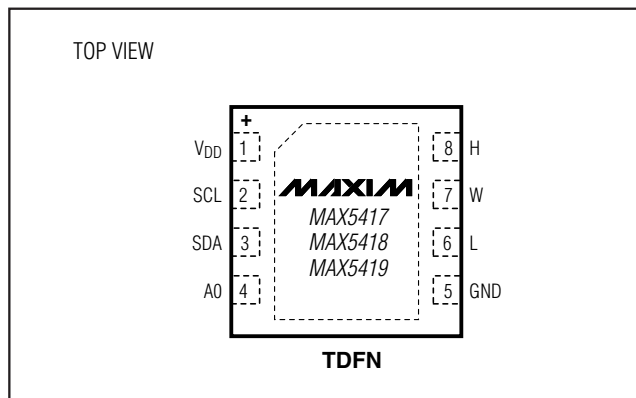 TOP VIEW
+
VDD 1 8 H
MAXIM
SCL 2 7 W
MAX5417
SDA 3 MAX5418 6 L
MAX5419
A0 4 5 GND
TDFN